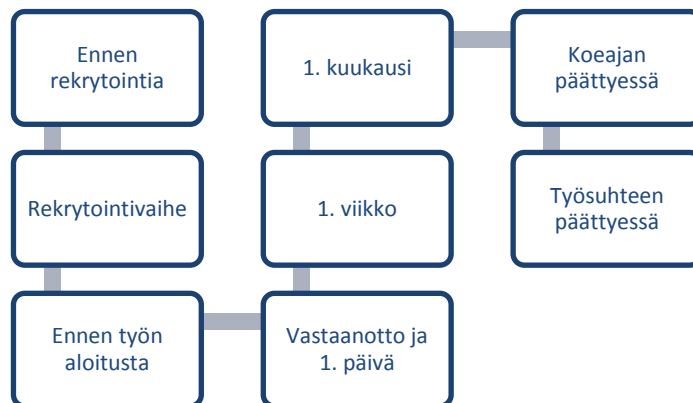 Ennen
rekrytointia
Rekrytointivaihe
Ennen työn
aloitusta
Vastaanotto ja
1. päivä
1. viikko
1. kuukausi
Koeajan
päättyessä
Työsuhteen
päättyessä